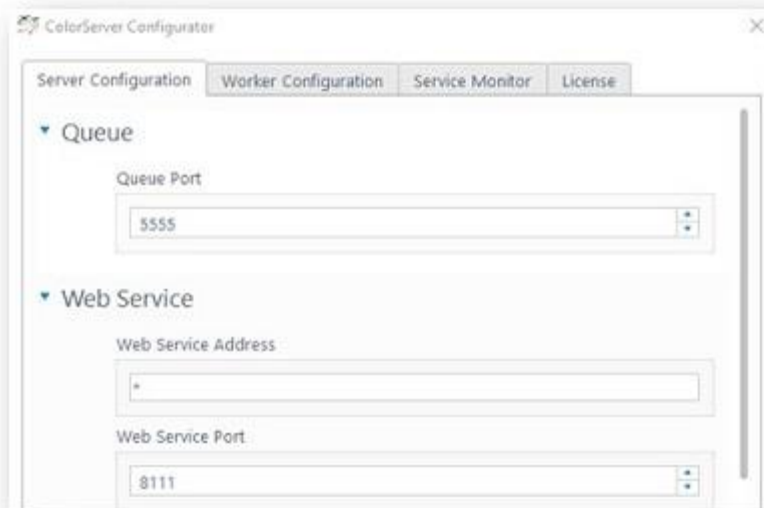 ColorServer Configurator
Server Configuration Worker Configuration Service Monitor License
Queue
Queue Port
5555
Web Service
Web Service Address
*
Web Service Port
8111